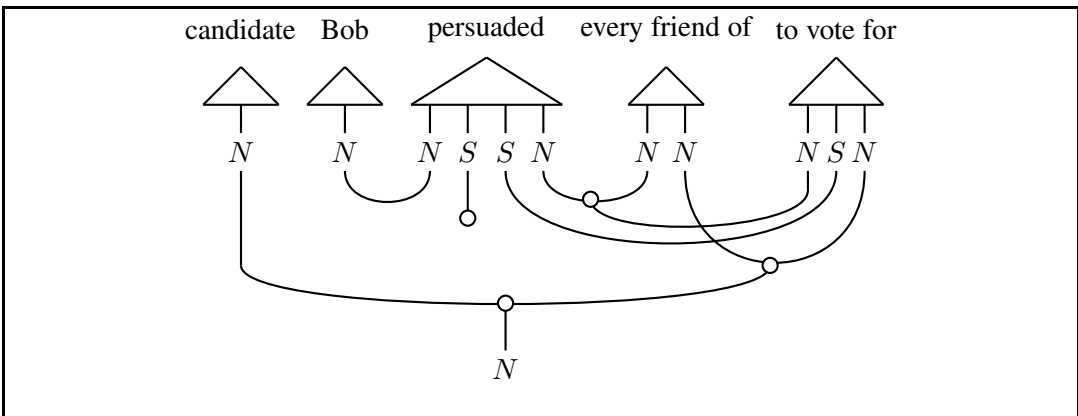 candidate Bob persuaded every friend of to vote for
N N N S S N N N N S N
N